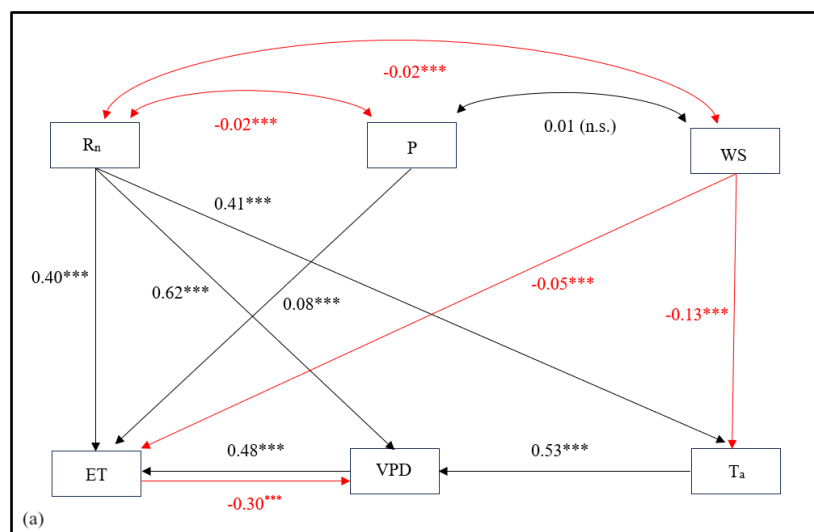 -0.02***
-0.02***
0.01 (n.s.)
Rₙ
P
WS
0.41***
0.40***
0.62***
0.08***
-0.05***
-0.13***
ET
0.48***
VPD
0.53***
Tₐ
-0.30***
(a)